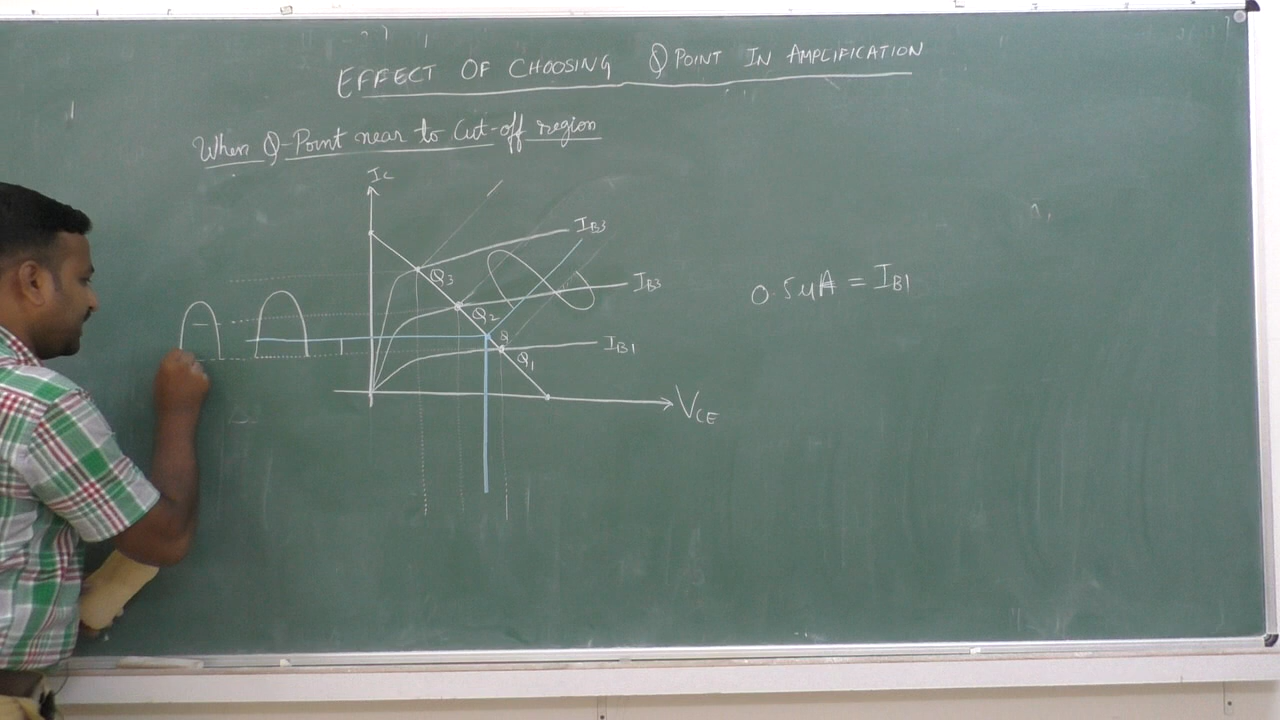 EFFECT OF CHOOSING Q POINT IN AMPLIFICATION
When Q-Point near to Cut-off region
IC
IB3
Q3
IB3
0.5uA = IB1
Q2
Q
IB1
Q1
VCE